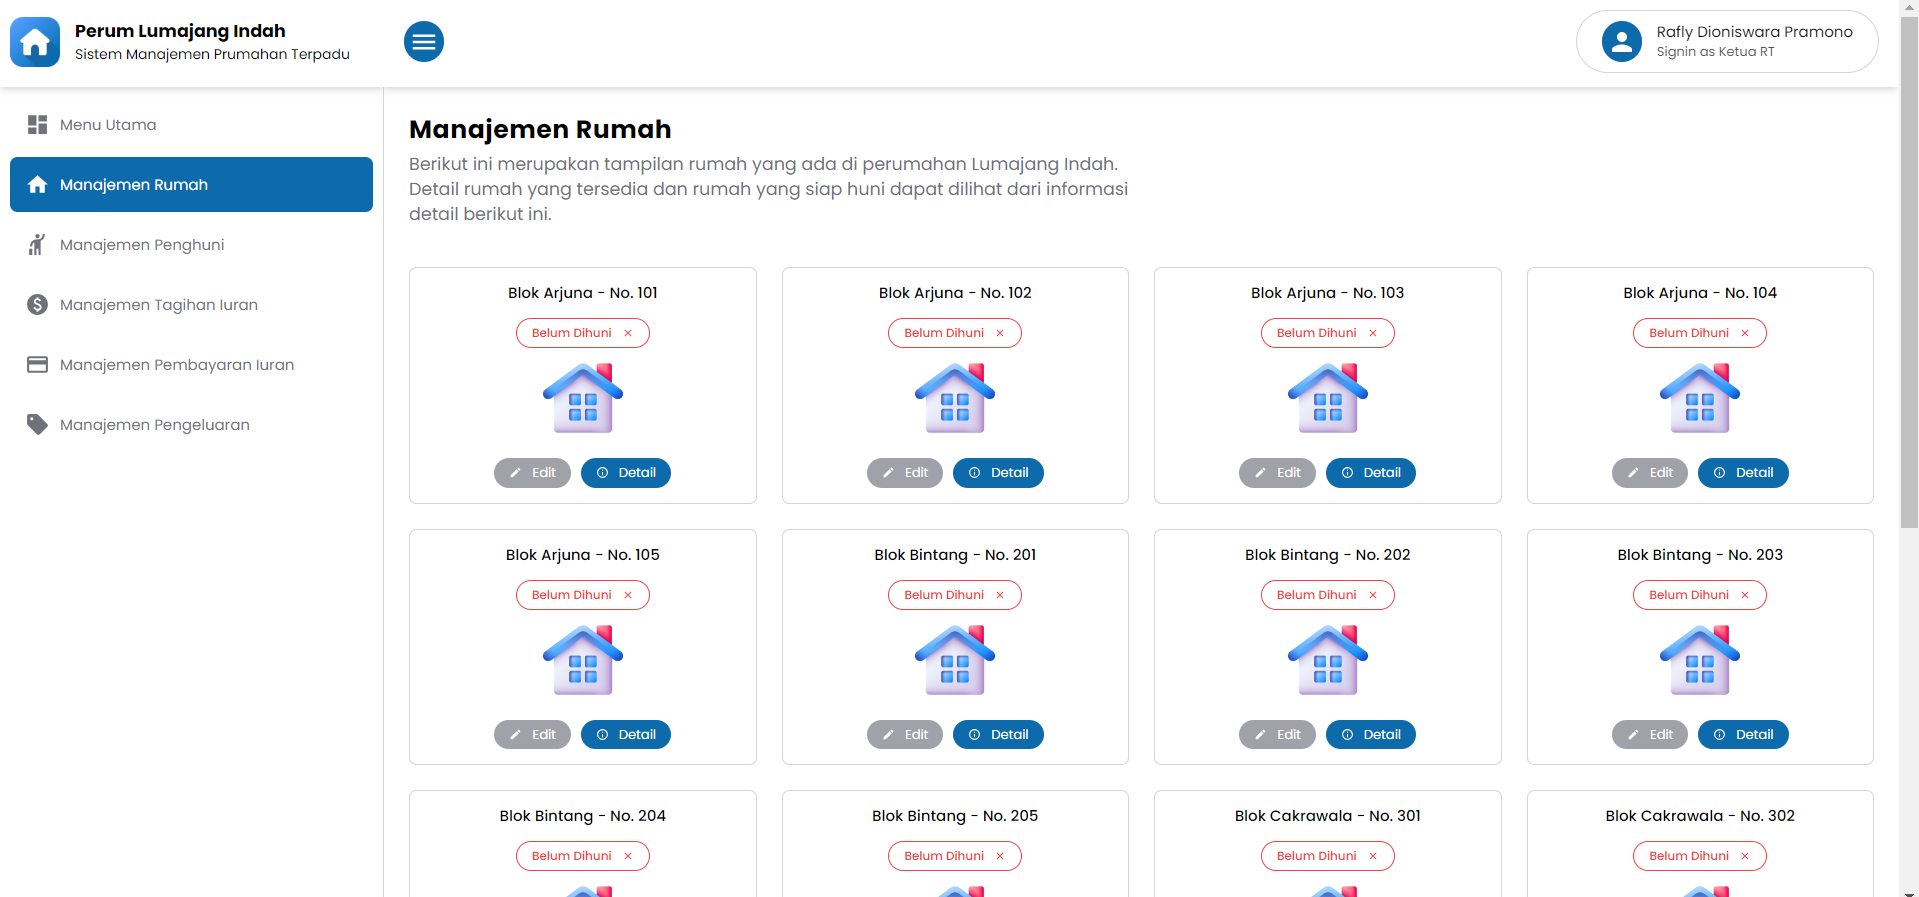 Perum Lumajang Indah
Sistem Manajemen Prumahan Terpadu
Rafly Dioniswara Pramono
Signin as Ketua RT
Menu Utama
Manajemen Rumah
Manajemen Penghuni
Manajemen Tagihan Iuran
Manajemen Pembayaran Iuran
Manajemen Pengeluaran
Manajemen Rumah
Berikut ini merupakan tampilan rumah yang ada di perumahan Lumajang Indah.
Detail rumah yang tersedia dan rumah yang siap huni dapat dilihat dari informasi
detail berikut ini.
Blok Arjuna - No. 101
Belum Dihuni
Edit Detail
Blok Arjuna - No. 102
Belum Dihuni
Edit Detail
Blok Arjuna - No. 103
Belum Dihuni
Edit Detail
Blok Arjuna - No. 104
Belum Dihuni
Edit Detail
Blok Arjuna - No. 105
Belum Dihuni
Edit Detail
Blok Bintang - No. 201
Belum Dihuni
Edit Detail
Blok Bintang - No. 202
Belum Dihuni
Edit Detail
Blok Bintang - No. 203
Belum Dihuni
Edit Detail
Blok Bintang - No. 204
Belum Dihuni
Blok Bintang - No. 205
Belum Dihuni
Blok Cakrawala - No. 301
Belum Dihuni
Blok Cakrawala - No. 302
Belum Dihuni